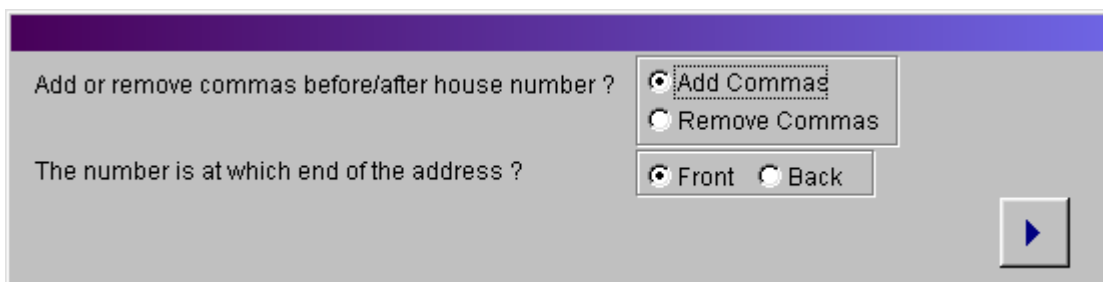 Add or remove commas before/after house number ?
Add Commas
Remove Commas
The number is at which end of the address ?
Front Back